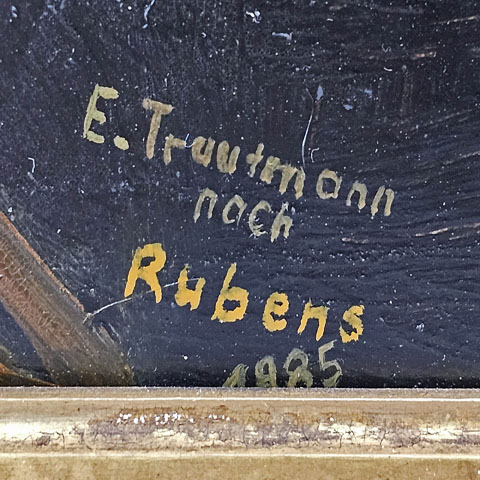 E. Trautmann
nach
Rubens
1985